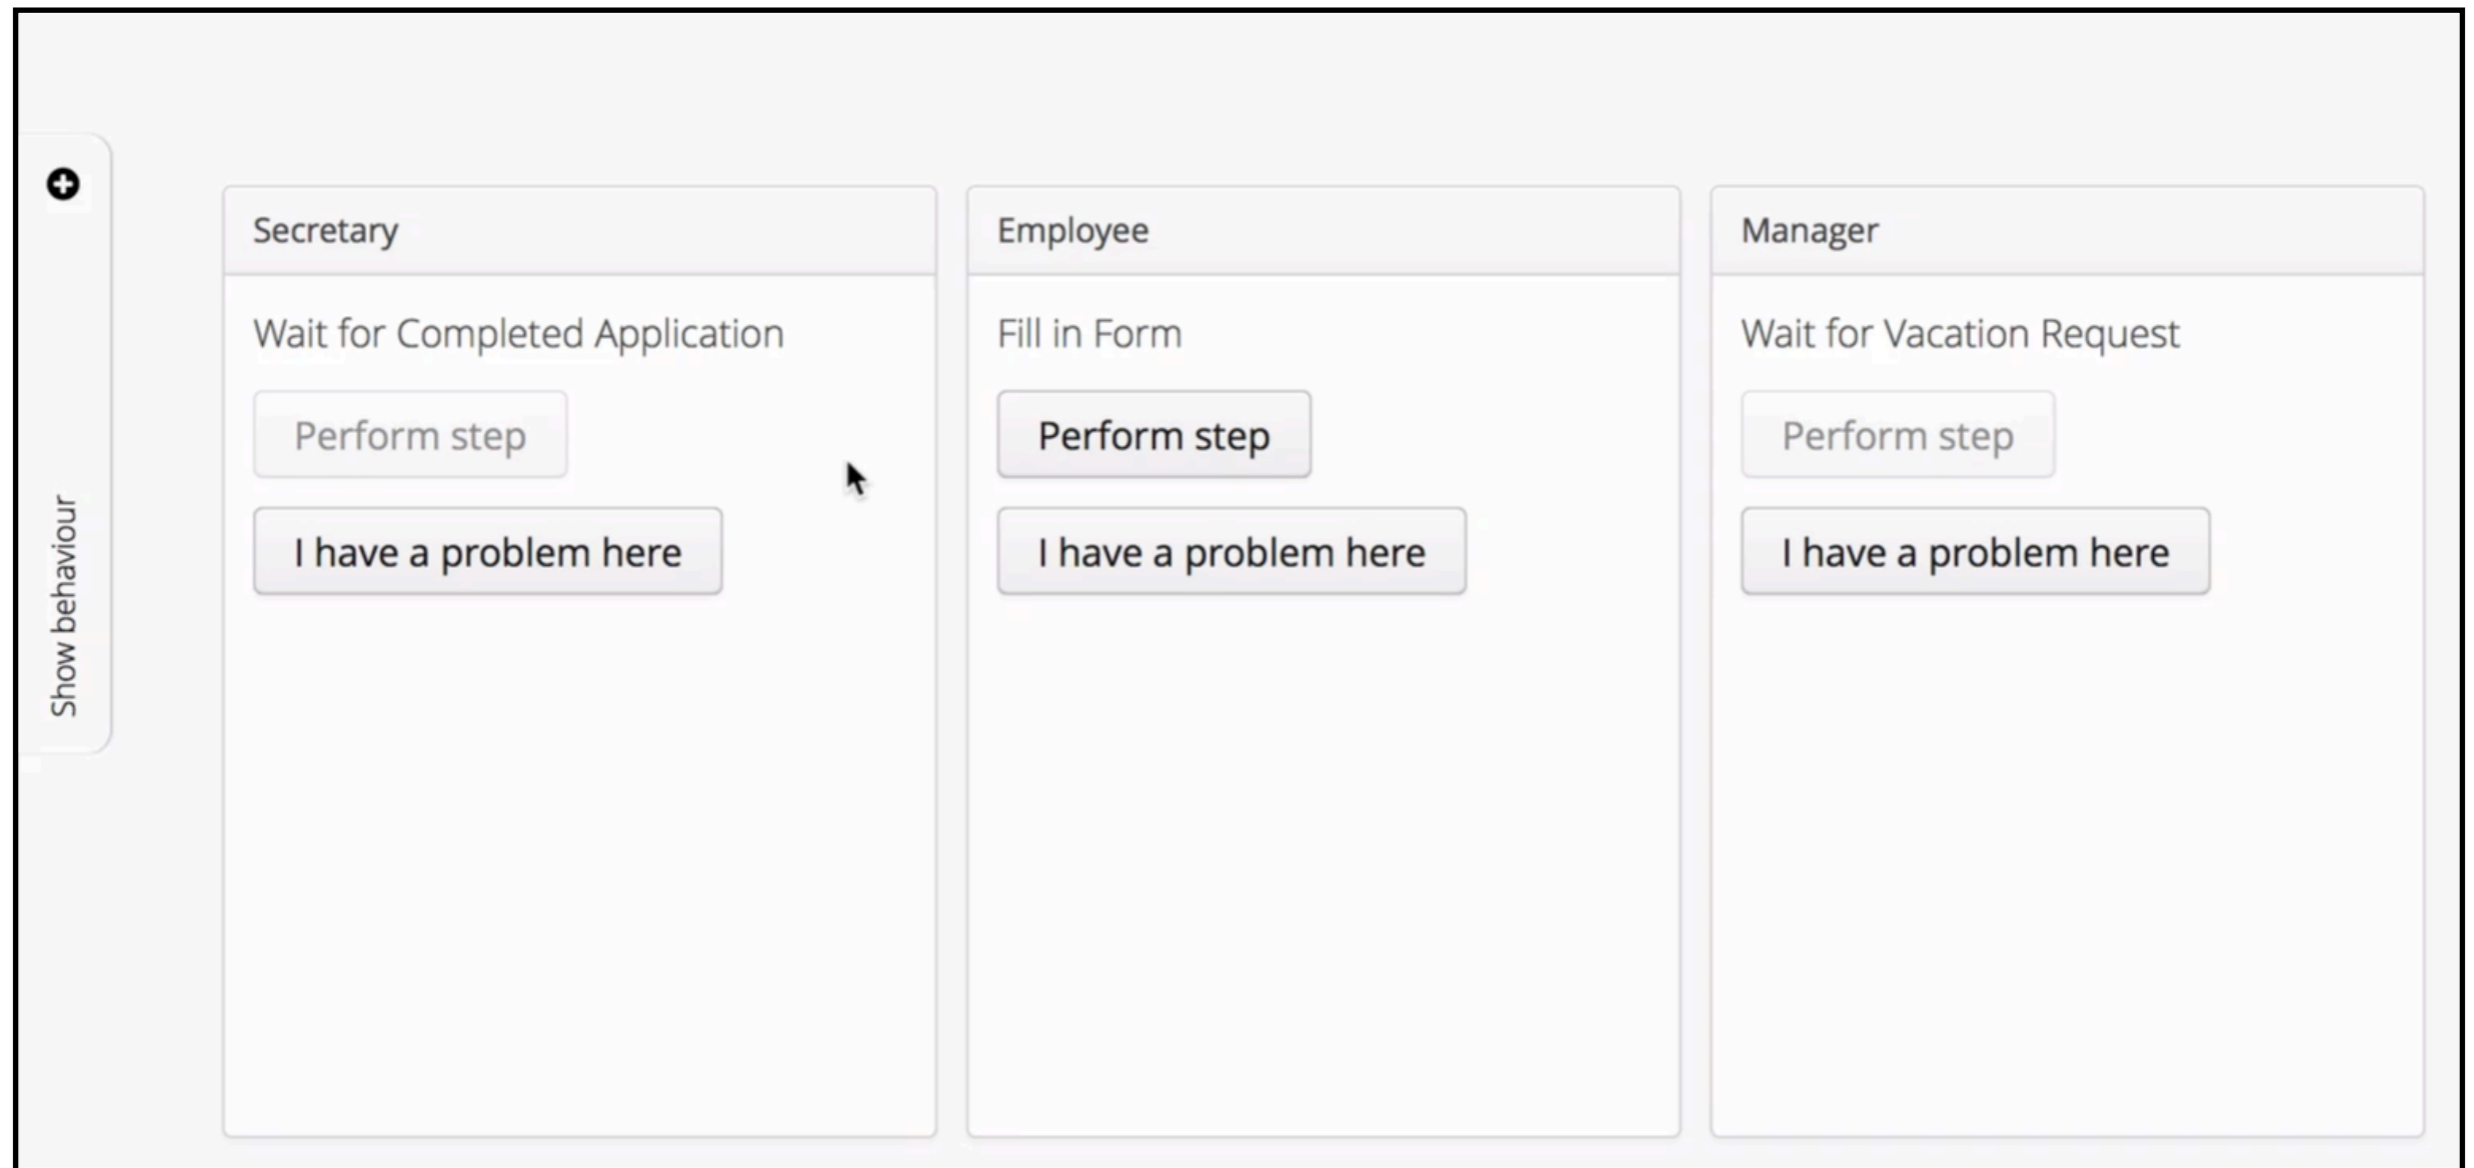 Show behaviour
Secretary
Wait for Completed Application
Perform step
I have a problem here
Employee
Fill in Form
Perform step
I have a problem here
Manager
Wait for Vacation Request
Perform step
I have a problem here